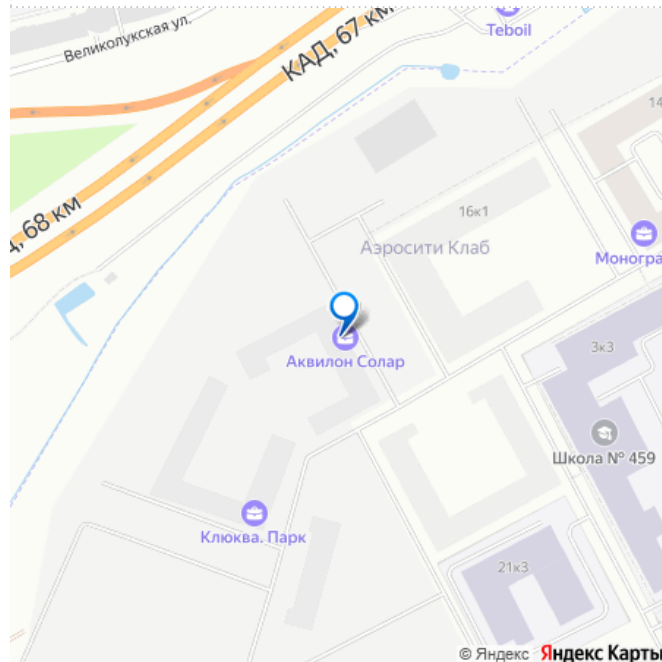 Великолукская ул.
КАД, 67 км
Teboil
68 км
14
16к1
Аэросити Клаб
Моногра
Аквилон Солар
3к3
Школа № 459
Клюква. Парк
21к3
© Яндекс Яндекс Карты